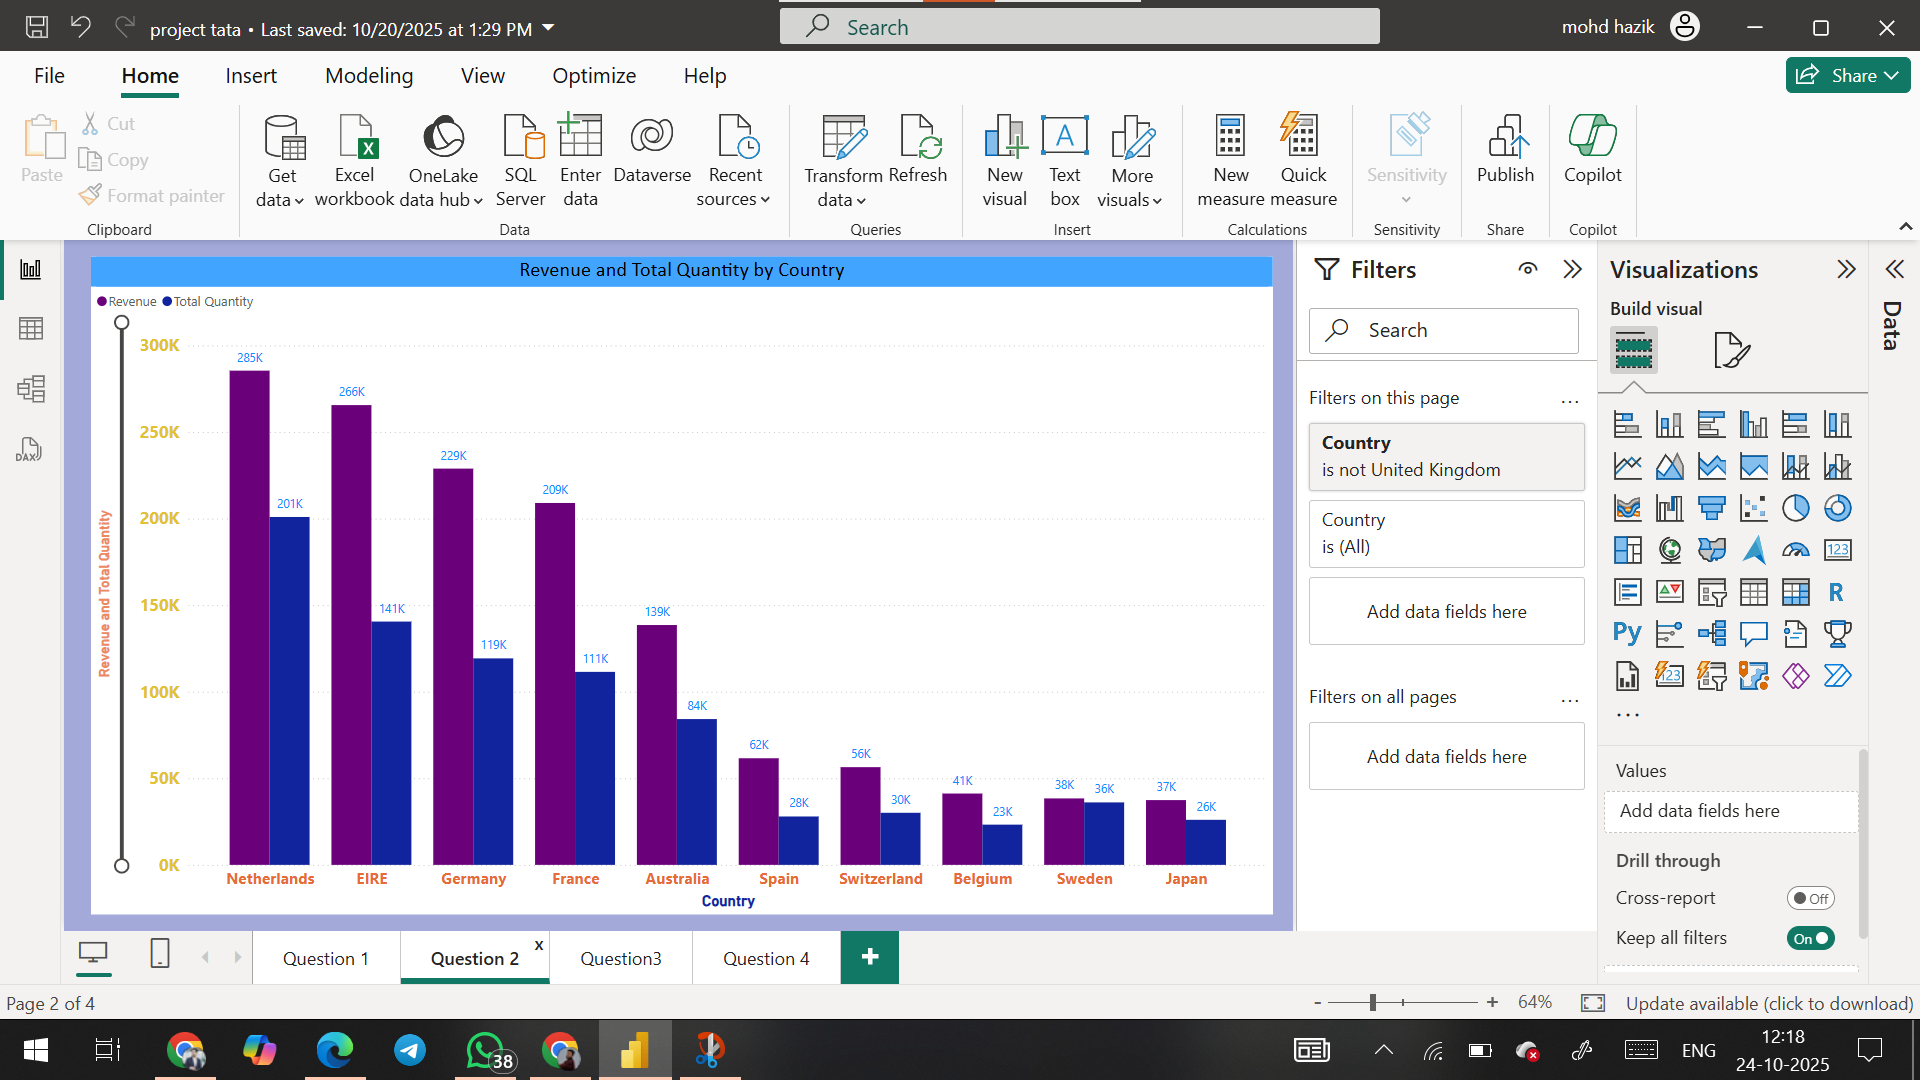 project tata • Last saved: 10/20/2025 at 1:29 PM
Search
mohd hazik
File Home Insert Modeling View Optimize Help
Share
Paste
Cut
Copy
Format painter
Clipboard
Get data
Excel workbook
OneLake data hub
SQL Server
Enter data
Dataverse
Recent sources
Data
Transform data
Refresh
Queries
New visual
Text box
More visuals
Insert
New measure
Quick measure
Calculations
Sensitivity
Sensitivity
Publish
Share
Copilot
Copilot
Revenue and Total Quantity by Country
Revenue Total Quantity
Revenue and Total Quantity
300K
250K
200K
150K
100K
50K
0K
285K
201K
266K
141K
229K
119K
209K
111K
139K
84K
62K
28K
56K
30K
41K
23K
38K
36K
37K
26K
Netherlands EIRE Germany France Australia Spain Switzerland Belgium Sweden Japan
Country
Filters
Search
Filters on this page
...
Country
is not United Kingdom
Country
is (All)
Add data fields here
Filters on all pages
...
Add data fields here
Visualizations
Build visual
123
R
Py
123
...
Values
Add data fields here
Drill through
Cross-report
Off
Keep all filters
On
Data
DAX
Question 1
Question 2
x
Question3
Question 4
+
Page 2 of 4
- + 64%
Update available (click to download)
38
ENG
12:18
24-10-2025